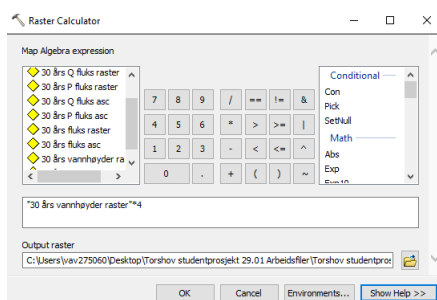 Raster Calculator
Map Algebra expression
30 års Q fluks raster
30 års P fluks raster
30 års Q fluks asc
30 års P fluks asc
30 års fluks raster
30 års fluks asc
30 års vannhøyder ra
7 8 9 / == != &
4 5 6 * > >= |
1 2 3 - < <= ^
0 . + ( ) ~
Conditional
Con
Pick
SetNull
Math
Abs
Exp
Exp10
"30 års vannhøyder raster"*4
Output raster
C:\Users\vav275060\Desktop\Torshov studentprosjekt 29.01 Arbeidsfiler\Torshov studentpros
OK Cancel Environments... Show Help >>